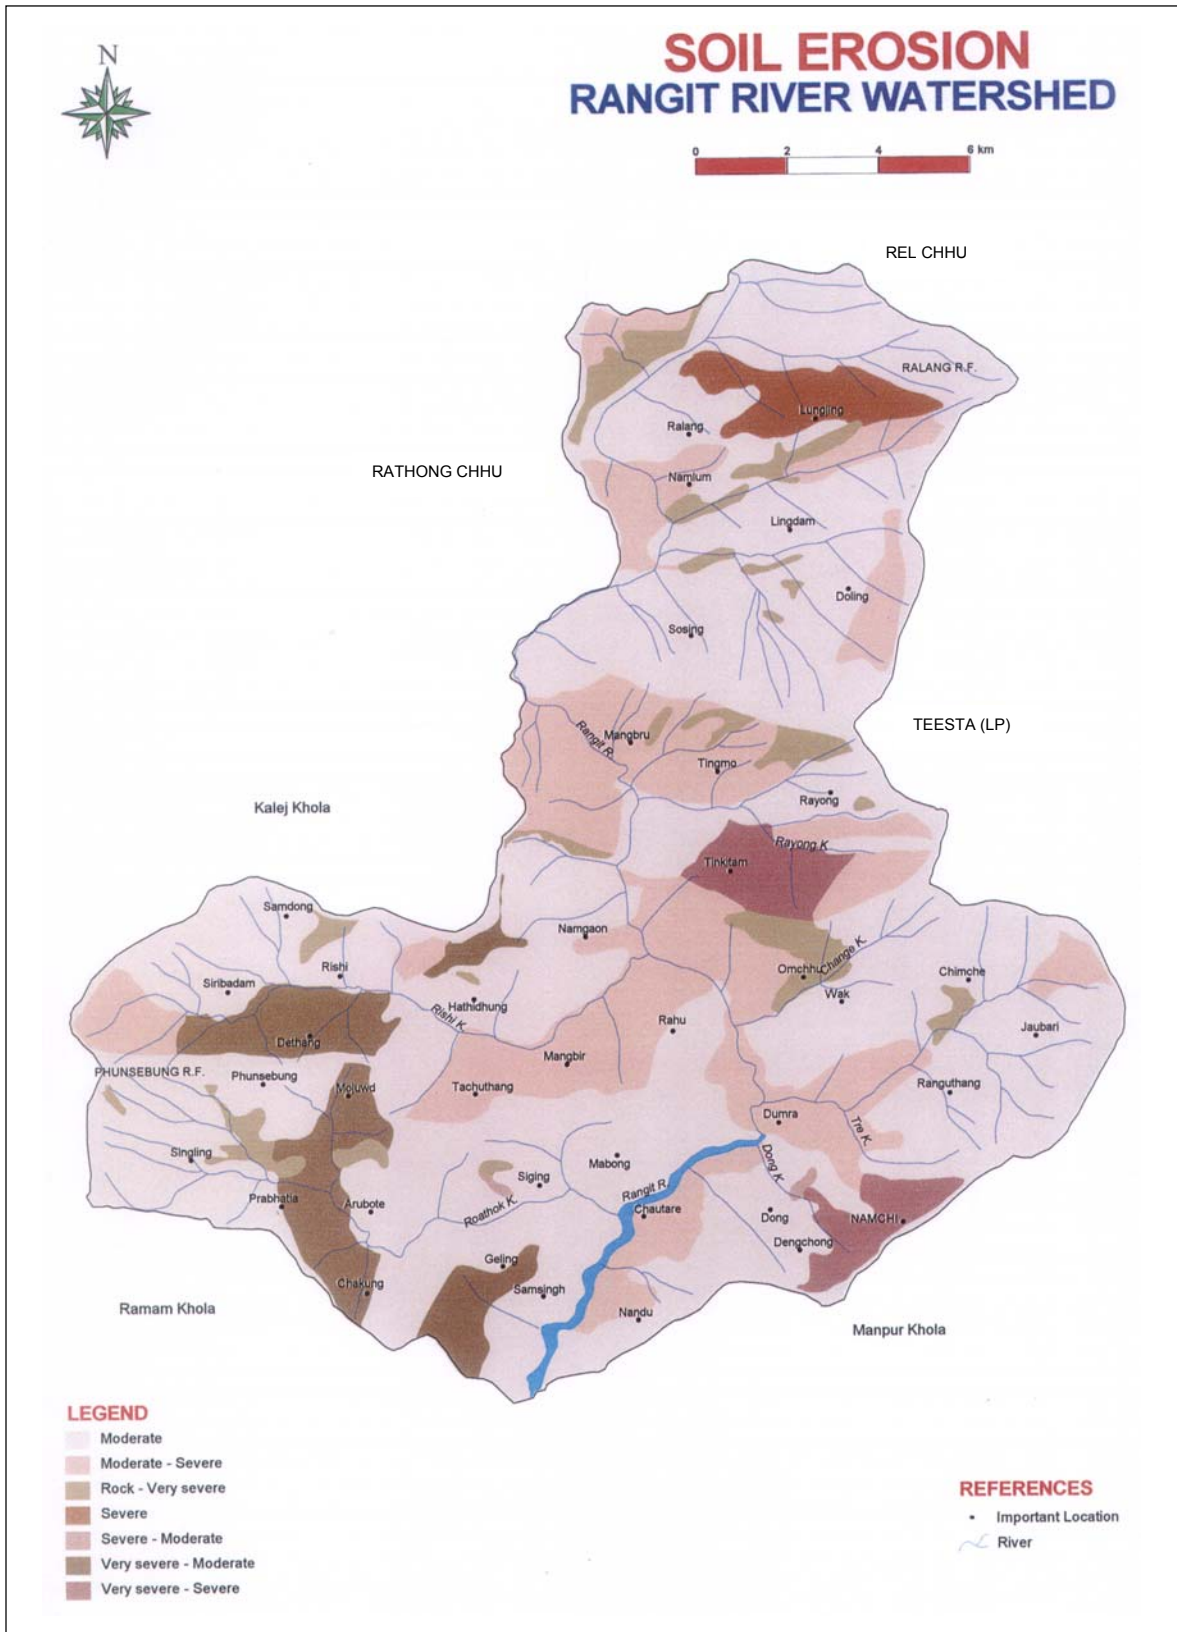 N
SOIL EROSION
RANGIT RIVER WATERSHED
0 2 4 6 km
REL CHHU
RALANG R.F.
Lungjing
Ralang
RATHONG CHHU
Namlum
Lingdam
Doling
Sosing
TEESTA (LP)
Rangit R.
Mangbru
Tingmo
Rayong
Kalej Khola
Rayong K.
Tinkitam
Samdong
Namgaon
Change K.
Omchhu
Rishi
Chimche
Siribadam
Wak
Hathidhung
Rishi K.
Rahu
Jaubari
Dethang
Mangbir
PHUNSEBUNG R.F.
Phunsebung
Mojuwd
Tachuthang
Ranguthang
Dumra
Tre K.
Singling
Mabong
Dong K.
Siging
Rangit R.
Prabhatia
Arubote
Roathok K.
Chautare
Dong
NAMCHI
Dengchong
Geling
Chakung
Samsingh
Ramam Khola
Nandu
Manpur Khola
LEGEND
Moderate
Moderate - Severe
Rock - Very severe
Severe
Severe - Moderate
Very severe - Moderate
Very severe - Severe
REFERENCES
Important Location
River